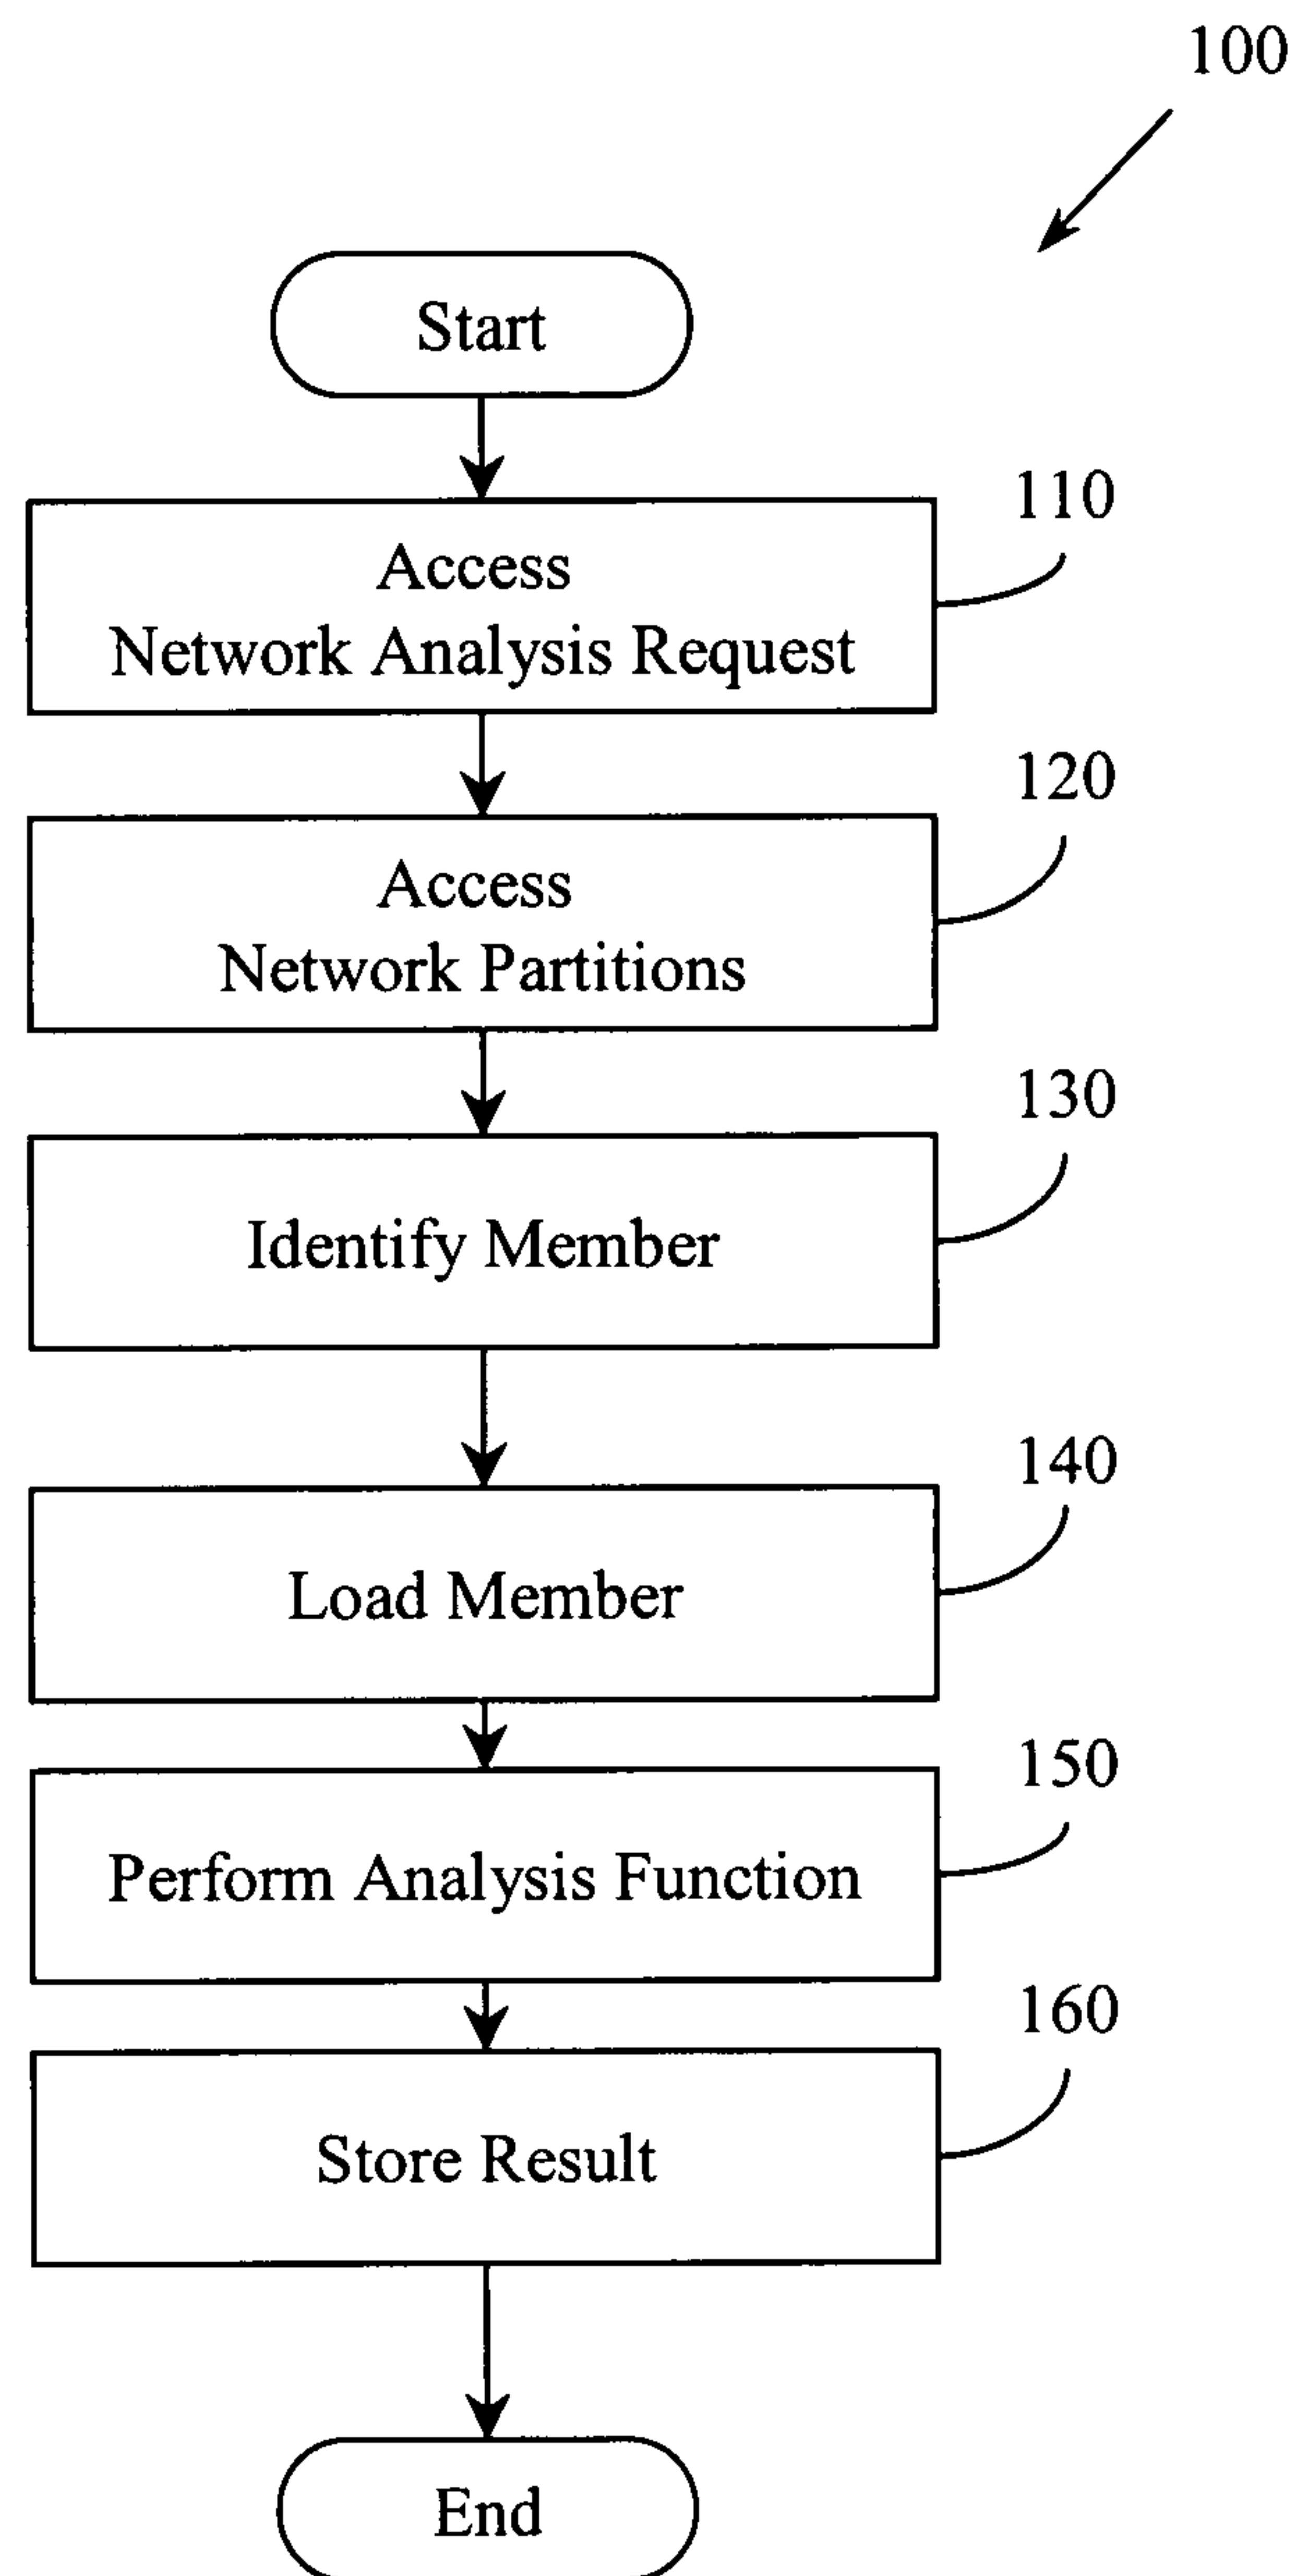 100
Start
110
Access
Network Analysis Request
120
Access
Network Partitions
130
Identify Member
140
Load Member
150
Perform Analysis Function
160
Store Result
End